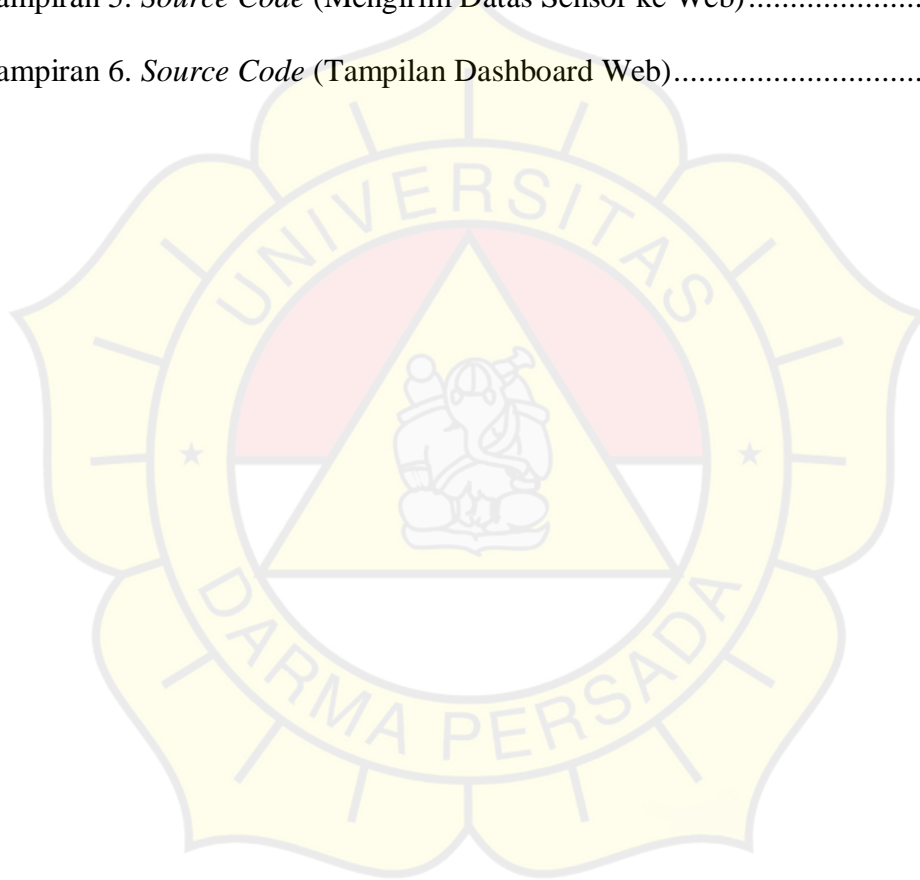 ampiran 5. Source Code (Mengirim Datas Sensor ke Web)......................
ampiran 6. Source Code (Tampilan Dashboard Web)..............................
UNIVERSITAS
DARMA PERSADA